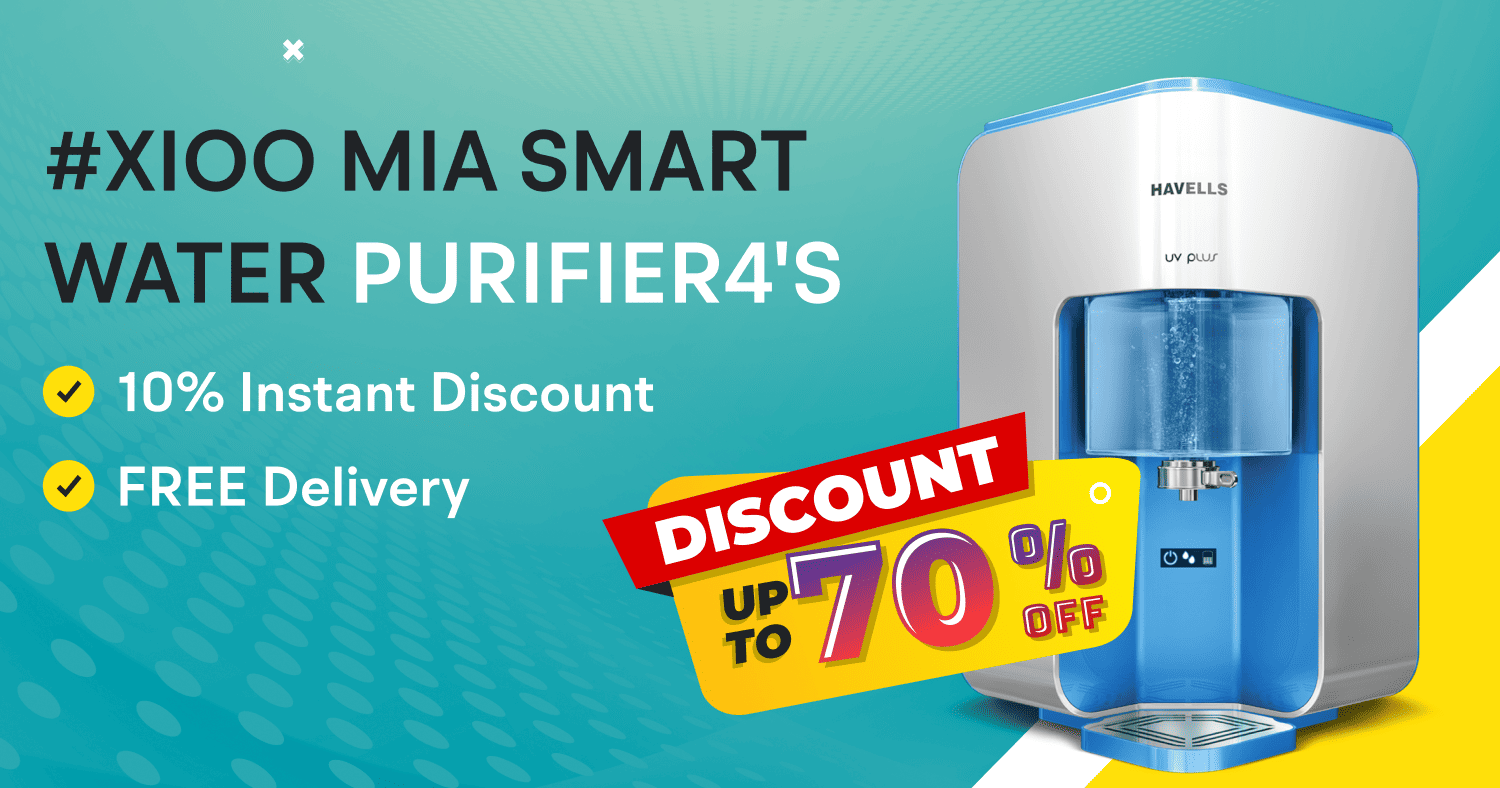 #XIOO MIA SMART
WATER PURIFIER4'S
10% Instant Discount
FREE Delivery
DISCOUNT
UP TO 70% OFF
HAVELLS
UV PLUS